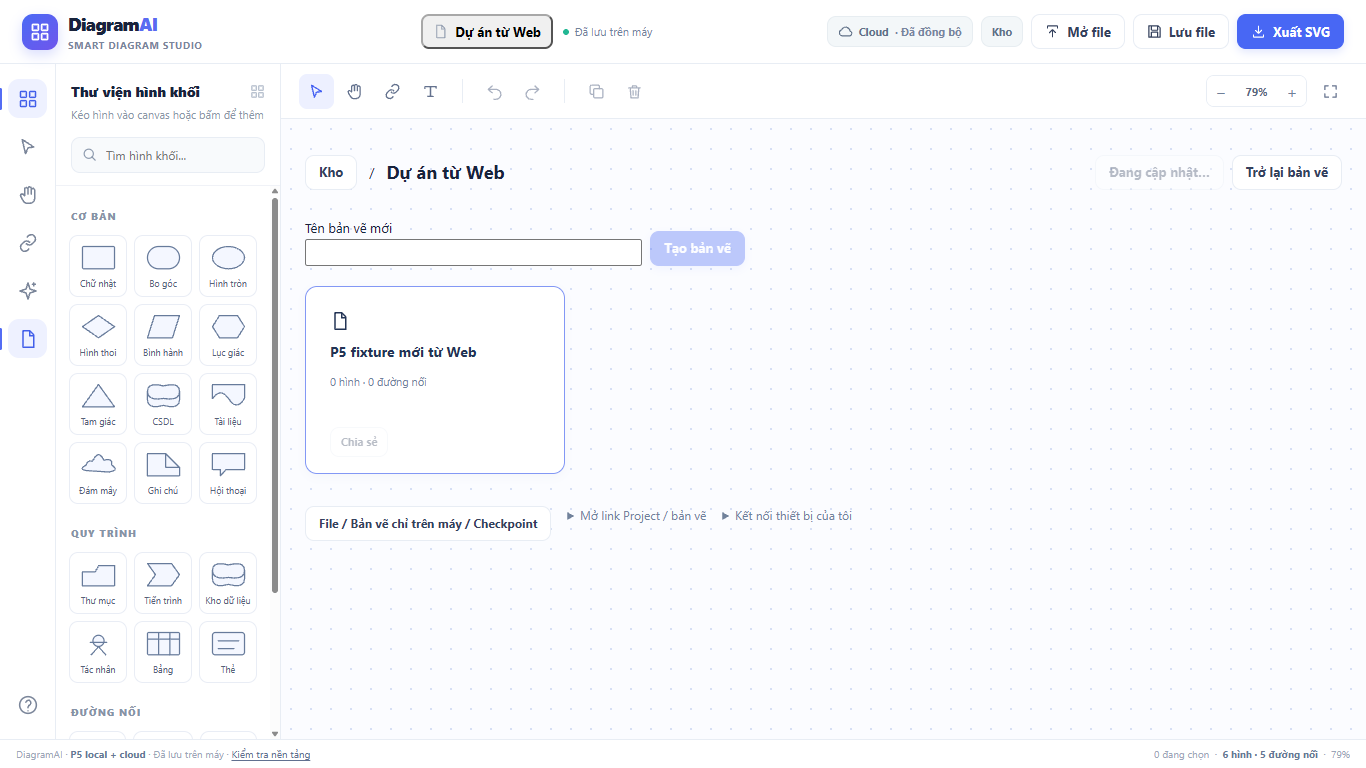 DiagramAI
SMART DIAGRAM STUDIO
Dự án từ Web
Đã lưu trên máy
Cloud · Đã đồng bộ
Kho
Mở file
Lưu file
Xuất SVG
Thư viện hình khối
Kéo hình vào canvas hoặc bấm để thêm
Tìm hình khối...
79%
Kho / Dự án từ Web
Đang cập nhật...
Trở lại bản vẽ
Tên bản vẽ mới
Tạo bản vẽ
P5 fixture mới từ Web
0 hình · 0 đường nối
Chia sẻ
File / Bản vẽ chỉ trên máy / Checkpoint
Mở link Project / bản vẽ
Kết nối thiết bị của tôi
CƠ BẢN
Chữ nhật
Bo góc
Hình tròn
Hình thoi
Bình hành
Lục giác
Tam giác
CSDL
Tài liệu
Đám mây
Ghi chú
Hội thoại
QUY TRÌNH
Thư mục
Tiến trình
Kho dữ liệu
Tác nhân
Bảng
Thẻ
ĐƯỜNG NỐI
DiagramAI · P5 local + cloud · Đã lưu trên máy · Kiểm tra nền tảng
0 đang chọn · 6 hình · 5 đường nối · 79%